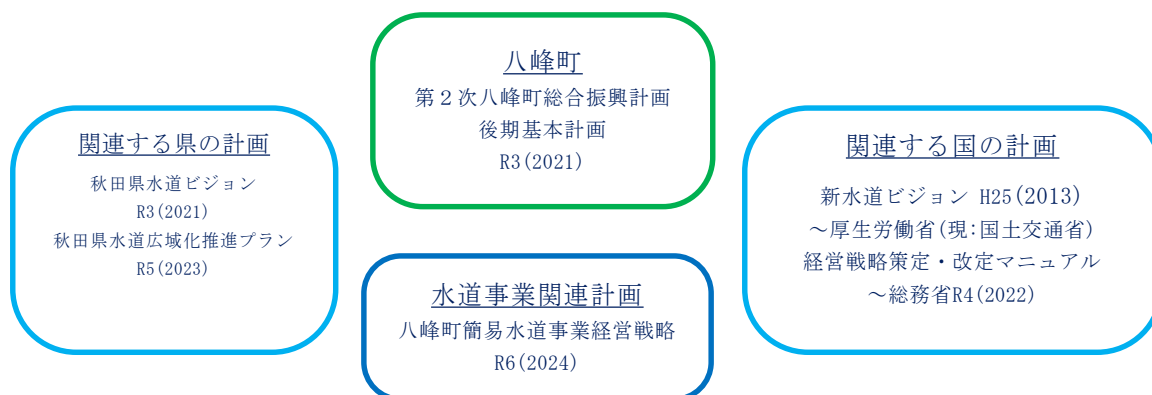 八峰町
第２次八峰町総合振興計画
後期基本計画
R3(2021)
関連する県の計画
秋田県水道ビジョン
R3(2021)
秋田県水道広域化推進プラン
R5(2023)
関連する国の計画
新水道ビジョン H25(2013)
～厚生労働省(現:国土交通省)
経営戦略策定・改定マニュアル
～総務省R4(2022)
水道事業関連計画
八峰町簡易水道事業経営戦略
R6(2024)